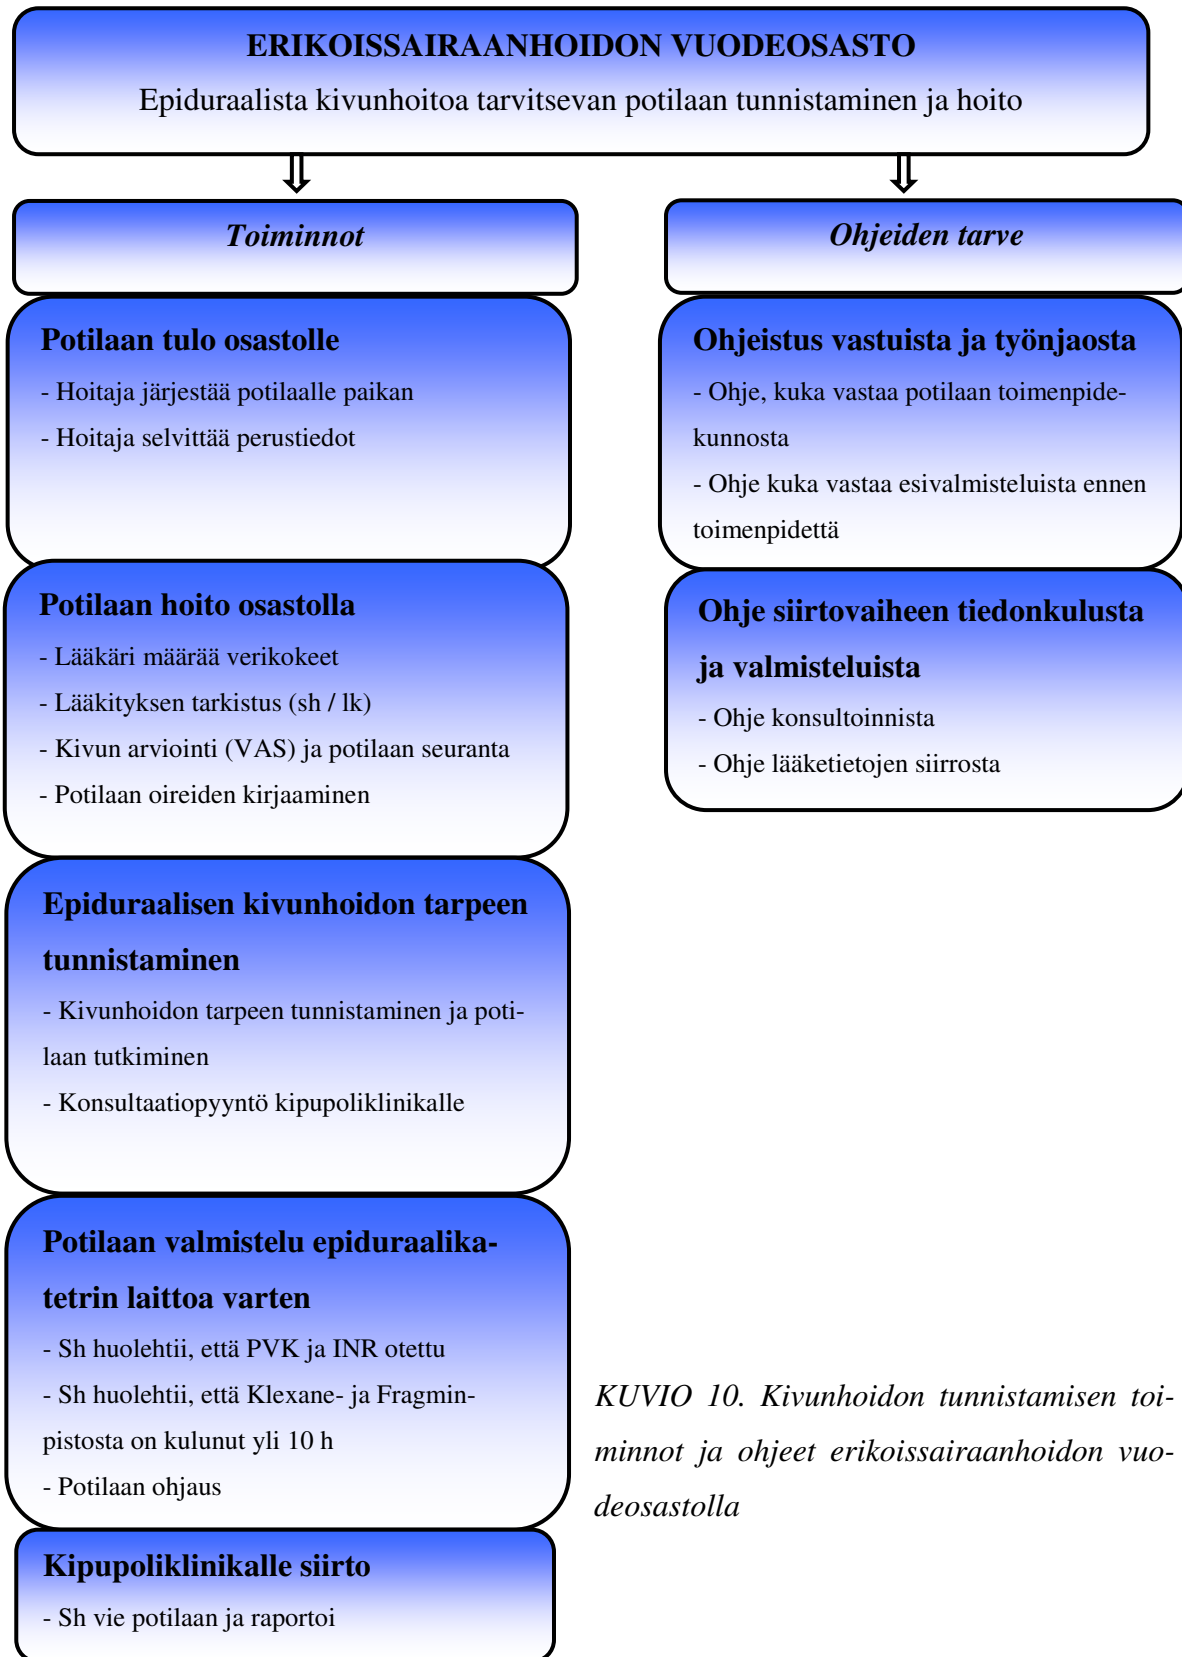 ERIKOISSAIRAANHOIDON VUODEOSASTO
Epiduraalista kivunhoitoa tarvitsevan potilaan tunnistaminen ja hoito
Toiminnot
Potilaan tulo osastolle
- Hoitaja järjestää potilaalle paikan
- Hoitaja selvittää perustiedot
Potilaan hoito osastolla
- Lääkäri määrää verikokeet
- Lääkityksen tarkistus (sh / lk)
- Kivun arviointi (VAS) ja potilaan seuranta
- Potilaan oireiden kirjaaminen
Epiduraalisen kivunhoidon tarpeen
tunnistaminen
- Kivunhoidon tarpeen tunnistaminen ja poti-
laan tutkiminen
- Konsultaatiopyyntö kipupoliklinikalle
Potilaan valmistelu epiduraalika-
tetrin laittoa varten
- Sh huolehtii, että PVK ja INR otettu
- Sh huolehtii, että Klexane- ja Fragmin-
pistosta on kulunut yli 10 h
- Potilaan ohjaus
Kipupoliklinikalle siirto
- Sh vie potilaan ja raportoi
Ohjeiden tarve
Ohjeistus vastuista ja työnjaosta
- Ohje, kuka vastaa potilaan toimenpide-
kunnosta
- Ohje kuka vastaa esivalmisteluista ennen
toimenpidettä
Ohje siirtovaiheen tiedonkulusta
ja valmisteluista
- Ohje konsultoinnista
- Ohje lääketietojen siirrosta
KUVIO 10. Kivunhoidon tunnistamisen toi-
minnot ja ohjeet erikoissairaanhoidon vuo-
deosastolla